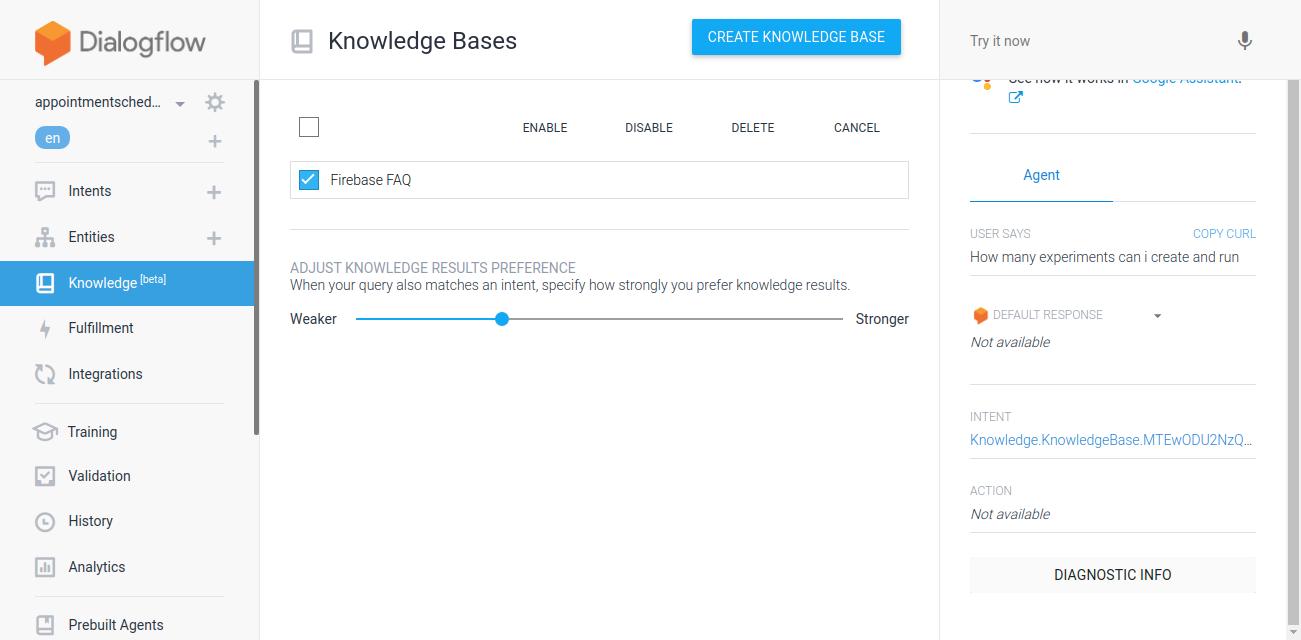 Dialogflow
appointmentsched...
en
Intents
Entities
Knowledge [beta]
Fulfillment
Integrations
Training
Validation
History
Analytics
Prebuilt Agents
Knowledge Bases
CREATE KNOWLEDGE BASE
ENABLE DISABLE DELETE CANCEL
Firebase FAQ
ADJUST KNOWLEDGE RESULTS PREFERENCE
When your query also matches an intent, specify how strongly you prefer knowledge results.
Weaker Stronger
Try it now
See how it works in Google Assistant.
Agent
USER SAYS COPY CURL
How many experiments can i create and run
DEFAULT RESPONSE
Not available
INTENT
Knowledge.KnowledgeBase.MTEwODU2NzQ...
ACTION
Not available
DIAGNOSTIC INFO